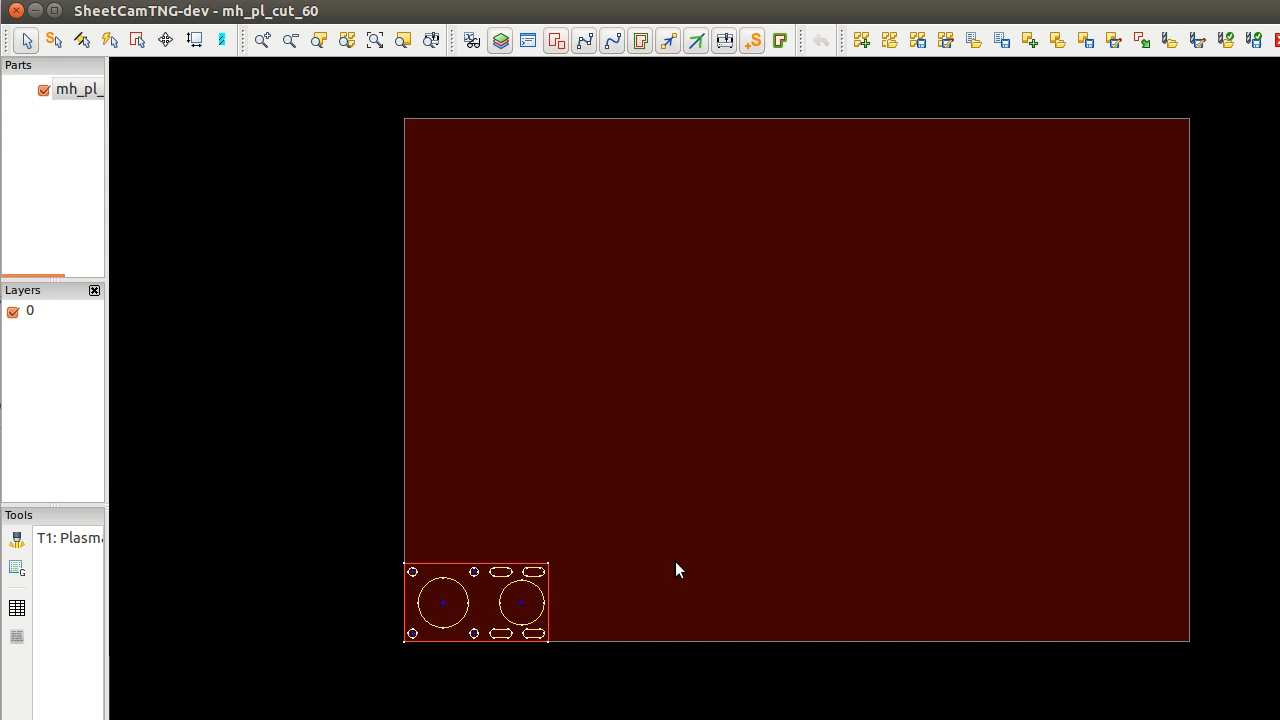 SheetCamTNG-dev - mh_pl_cut_60
Parts
mh_pl_
Layers
0
Tools
T1: Plasma